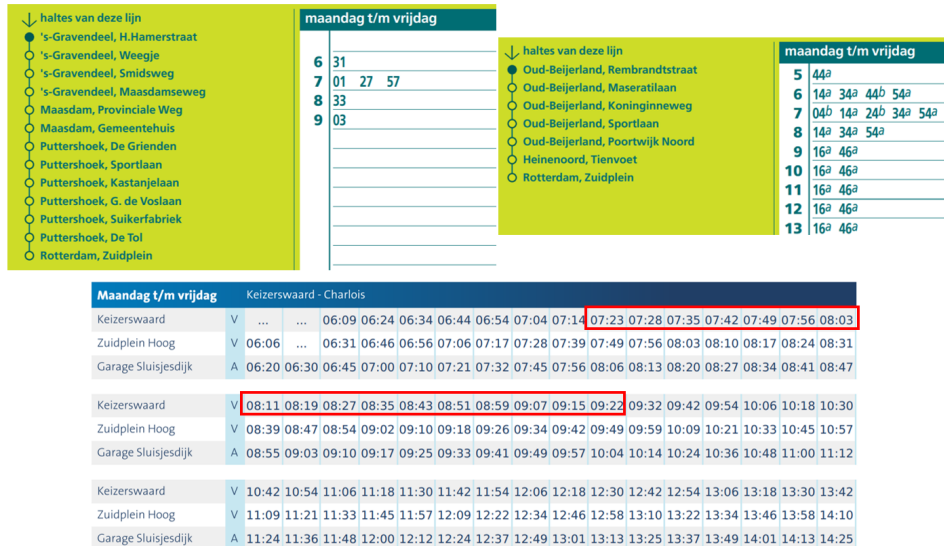 haltes van deze lijn
's-Gravendeel, H.Hamerstraat
's-Gravendeel, Weegje
's-Gravendeel, Smidsweg
's-Gravendeel, Maasdamseweg
Maasdam, Provinciale Weg
Maasdam, Gemeentehuis
Puttershoek, De Grienden
Puttershoek, Sportlaan
Puttershoek, Kastanjelaan
Puttershoek, G. de Voslaan
Puttershoek, Suikerfabriek
Puttershoek, De Tol
Rotterdam, Zuidplein
maandag t/m vrijdag
6 31
7 01 27 57
8 33
9 03
haltes van deze lijn
Oud-Beijerland, Rembrandtstraat
Oud-Beijerland, Maseratilaan
Oud-Beijerland, Koninginneweg
Oud-Beijerland, Sportlaan
Oud-Beijerland, Poortwijk Noord
Heinenoord, Tienvoet
Rotterdam, Zuidplein
maandag t/m vrijdag
5 44a
6 14a 34a 44b 54a
7 04b 14a 24b 34a 54a
8 14a 34a 54a
9 16a 46a
10 16a 46a
11 16a 46a
12 16a 46a
13 16a 46a
Maandag t/m vrijdag Keizerswaard - Charlois
Keizerswaard V ... ... 06:09 06:24 06:34 06:44 06:54 07:04 07:14 07:23 07:28 07:35 07:42 07:49 07:56 08:03
Zuidplein Hoog V 06:06 ... 06:31 06:46 06:56 07:06 07:17 07:28 07:39 07:49 07:56 08:03 08:10 08:17 08:24 08:31
Garage Sluisjesdijk A 06:20 06:30 06:45 07:00 07:10 07:21 07:32 07:45 07:56 08:06 08:13 08:20 08:27 08:34 08:41 08:47
Keizerswaard V 08:11 08:19 08:27 08:35 08:43 08:51 08:59 09:07 09:15 09:22 09:32 09:42 09:54 10:06 10:18 10:30
Zuidplein Hoog V 08:39 08:47 08:54 09:02 09:10 09:18 09:26 09:34 09:42 09:49 09:59 10:09 10:21 10:33 10:45 10:57
Garage Sluisjesdijk A 08:55 09:03 09:10 09:17 09:25 09:33 09:41 09:49 09:57 10:04 10:14 10:24 10:36 10:48 11:00 11:12
Keizerswaard V 10:42 10:54 11:06 11:18 11:30 11:42 11:54 12:06 12:18 12:30 12:42 12:54 13:06 13:18 13:30 13:42
Zuidplein Hoog V 11:09 11:21 11:33 11:45 11:57 12:09 12:22 12:34 12:46 12:58 13:10 13:22 13:34 13:46 13:58 14:10
Garage Sluisjesdijk A 11:24 11:36 11:48 12:00 12:12 12:24 12:37 12:49 13:01 13:13 13:25 13:37 13:49 14:01 14:13 14:25